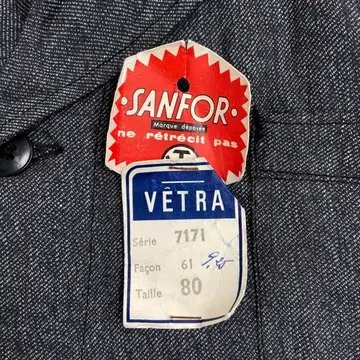 ·SANFOR·
Marque déposée
ne rétrécit pas
T
VÊTRA
Série 7171
Façon 61
Taille 80